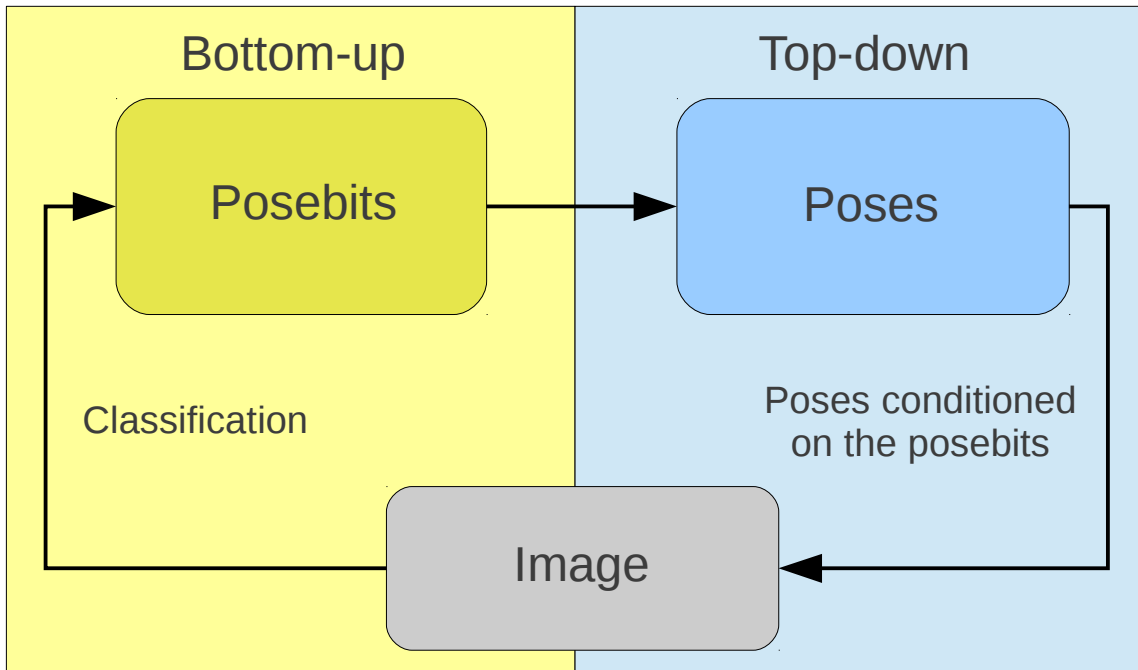 Bottom-up
Top-down
Posebits
Poses
Classification
Poses conditioned
on the posebits
Image